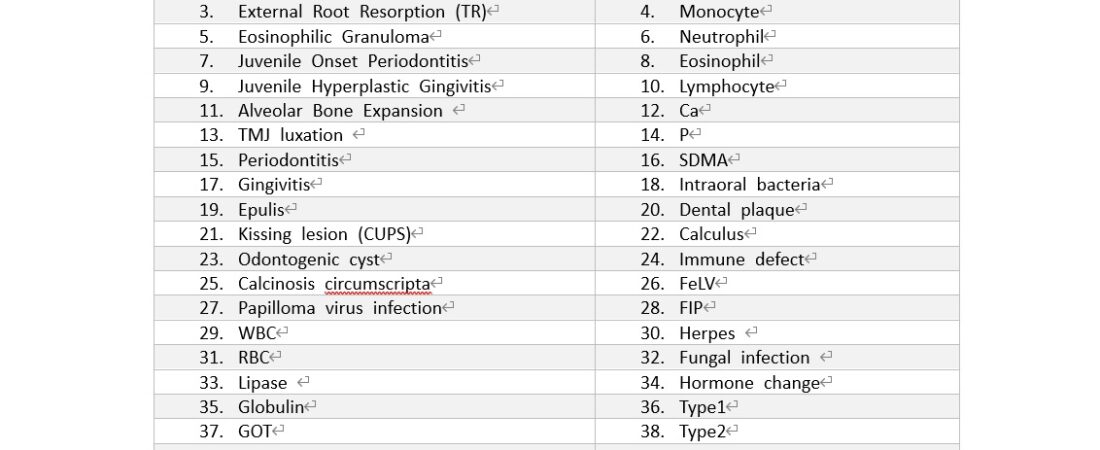 3. External Root Resorption (TR)
4. Monocyte
5. Eosinophilic Granuloma
6. Neutrophil
7. Juvenile Onset Periodontitis
8. Eosinophil
9. Juvenile Hyperplastic Gingivitis
10. Lymphocyte
11. Alveolar Bone Expansion
12. Ca
13. TMJ luxation
14. P
15. Periodontitis
16. SDMA
17. Gingivitis
18. Intraoral bacteria
19. Epulis
20. Dental plaque
21. Kissing lesion (CUPS)
22. Calculus
23. Odontogenic cyst
24. Immune defect
25. Calcinosis circumscripta
26. FeLV
27. Papilloma virus infection
28. FIP
29. WBC
30. Herpes
31. RBC
32. Fungal infection
33. Lipase
34. Hormone change
35. Globulin
36. Type1
37. GOT
38. Type2